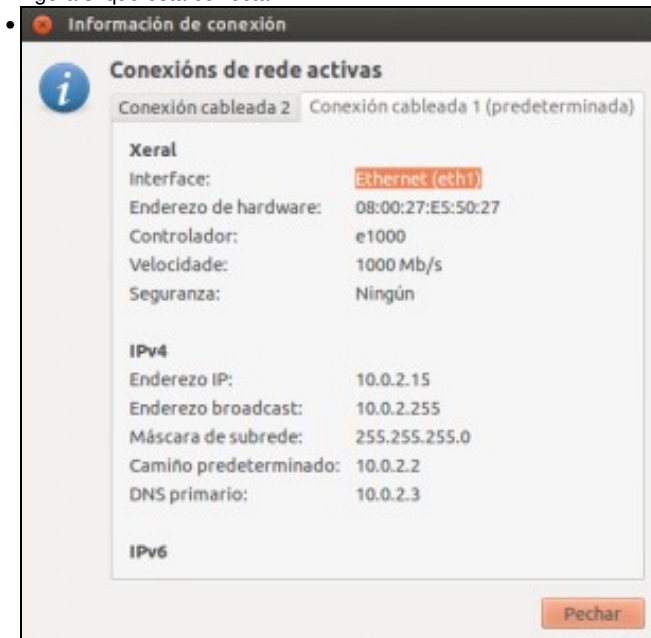 Información de conexión
Conexións de rede activas
Conexión cableada 2 Conexión cableada 1 (predeterminada)
Xeral
Interface: Ethernet (eth1)
Enderezo de hardware: 08:00:27:E5:50:27
Controlador: e1000
Velocidade: 1000 Mb/s
Seguranza: Ningún
IPv4
Enderezo IP: 10.0.2.15
Enderezo broadcast: 10.0.2.255
Máscara de subrede: 255.255.255.0
Camiño predeterminado: 10.0.2.2
DNS primario: 10.0.2.3
IPv6
Pechar